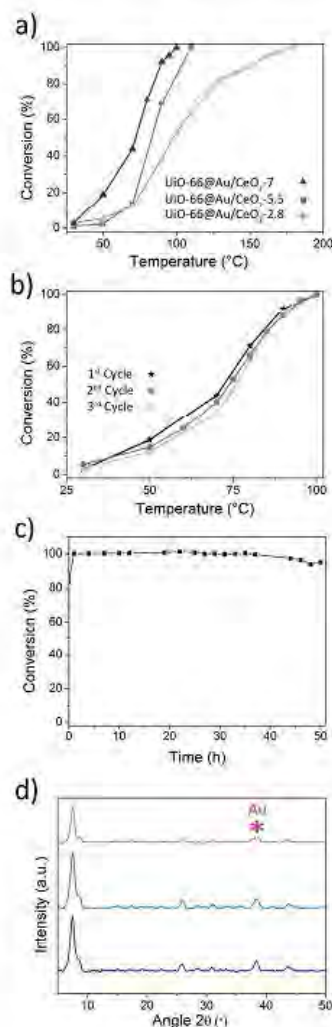 a)
Conversion (%)
100
80
60
40
20
0
UiO-66@Au/CeO₂-7
UiO-66@Au/CeO₂-5.5
UiO-66@Au/CeO₂-2.8
50 100 150 200
Temperature (°C)
b)
Conversion (%)
100
80
60
40
20
0
1st Cycle
2nd Cycle
3rd Cycle
25 50 75 100
Temperature (°C)
c)
Conversion (%)
100
80
60
40
20
0
0 10 20 30 40 50
Time (h)
d)
Intensity (a.u.)
Au
*
10 20 30 40 50
Angle 2θ (°)